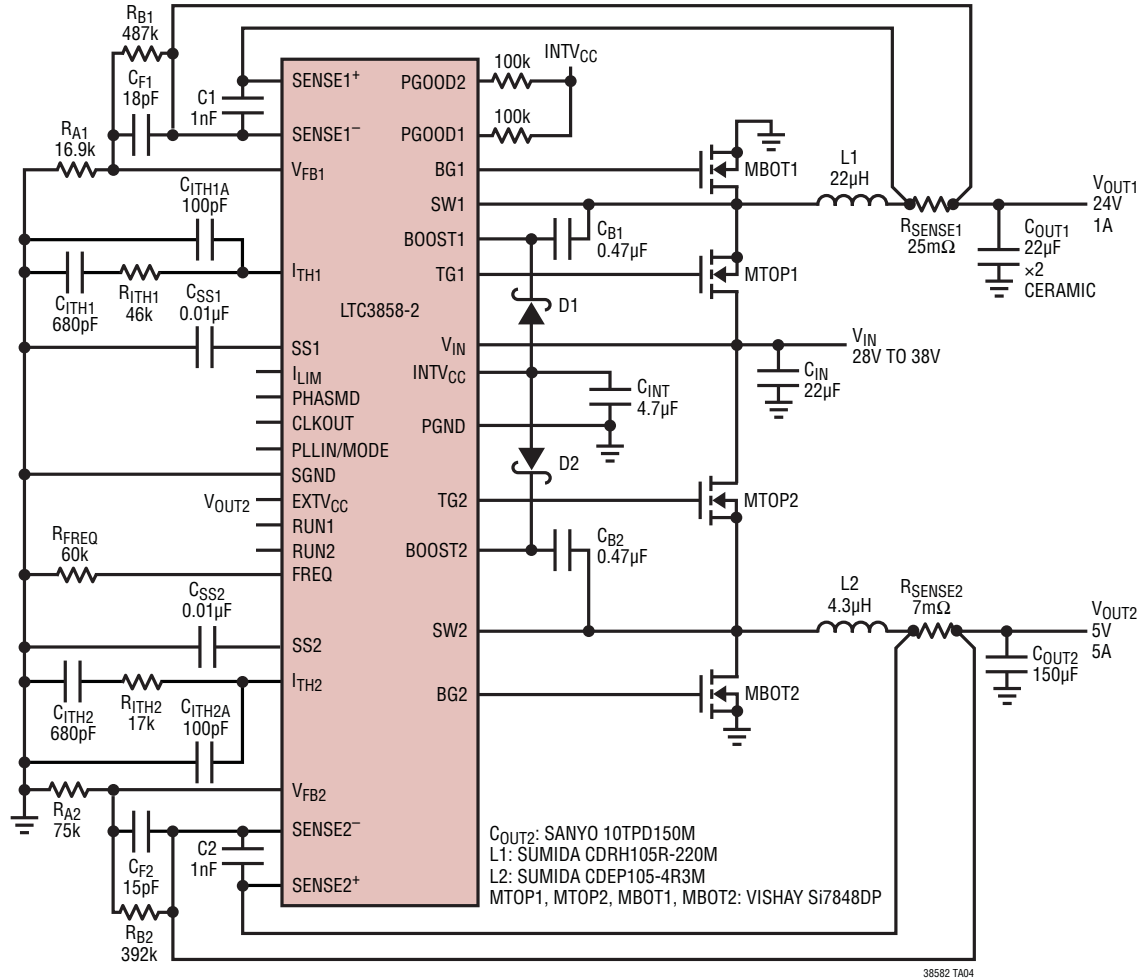 RB1
487k
CF1
18pF
RA1
16.9k
C1
1nF
CITH1A
100pF
CITH1
680pF
RITH1
46k
CSS1
0.01µF
RFREQ
60k
CSS2
0.01µF
CITH2
680pF
RITH2
17k
CITH2A
100pF
RA2
75k
CF2
15pF
RB2
392k
C2
1nF
VOUT2
SENSE1+
SENSE1–
VFB1
ITH1
LTC3858-2
SS1
ILIM
PHASMD
CLKOUT
PLLIN/MODE
SGND
EXTVCC
RUN1
RUN2
FREQ
SS2
ITH2
VFB2
SENSE2–
SENSE2+
PGOOD2
PGOOD1
BG1
SW1
BOOST1
TG1
VIN
INTVCC
PGND
TG2
BOOST2
SW2
BG2
100k
100k
INTVCC
MBOT1
L1
22µH
CB1
0.47µF
MTOP1
D1
RSENSE1
25mΩ
VOUT1
24V
1A
COUT1
22µF
×2
CERAMIC
VIN
28V TO 38V
CIN
22µF
CINT
4.7µF
D2
MTOP2
CB2
0.47µF
L2
4.3µH
RSENSE2
7mΩ
VOUT2
5V
5A
COUT2
150µF
MBOT2
COUT2: SANYO 10TPD150M
L1: SUMIDA CDRH105R-220M
L2: SUMIDA CDEP105-4R3M
MTOP1, MTOP2, MBOT1, MBOT2: VISHAY Si7848DP
38582 TA04